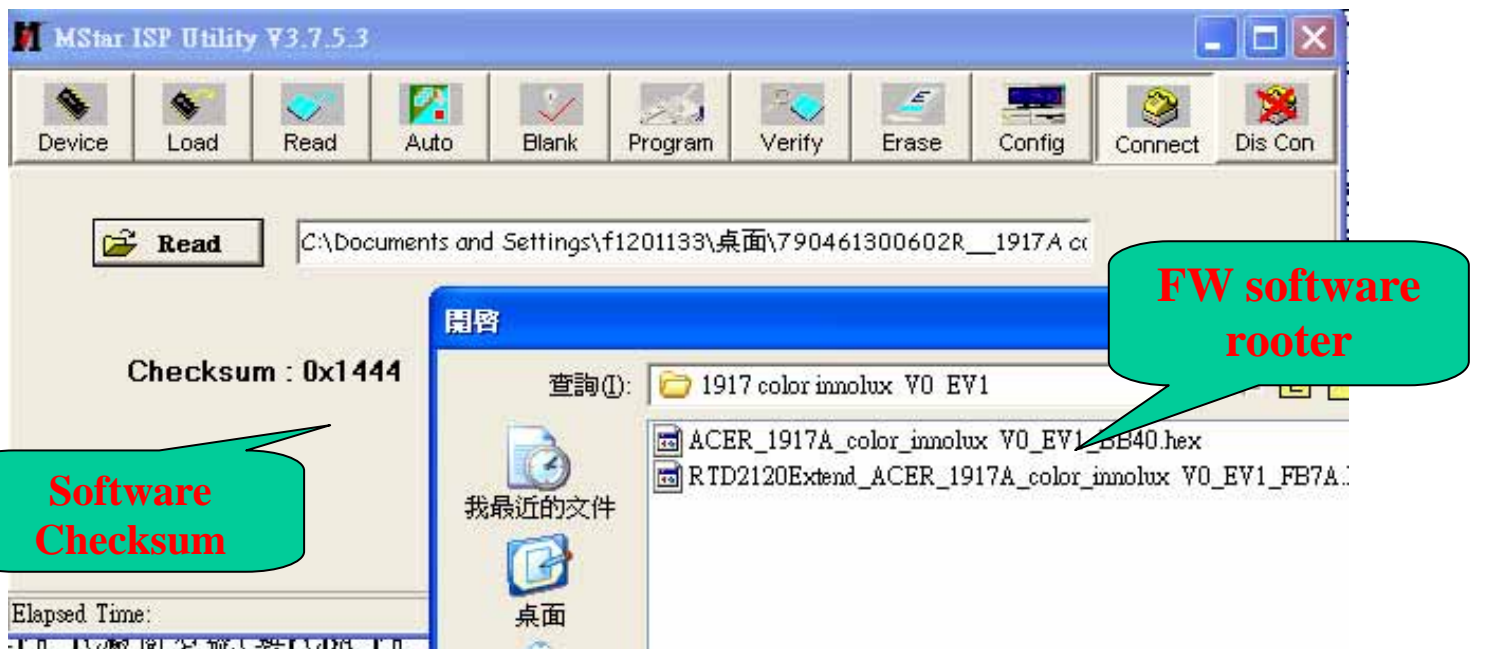 MStar ISP Utility V3.7.5.3
Device Load Read Auto Blank Program Verify Erase Config Connect Dis Con
Read C:\Documents and Settings\f1201133\桌面\790461300602R__1917A
FW software
rooter
開啓
Checksum : 0x1444
查詢(I): 1917 color innolux V0 EV1
ACER_1917A_color_innolux V0_EV1_BB40.hex
RTD2120Extend_ACER_1917A_color_innolux V0_EV1_FB7A.
Software
Checksum
我最近的文件
桌面
Elapsed Time: